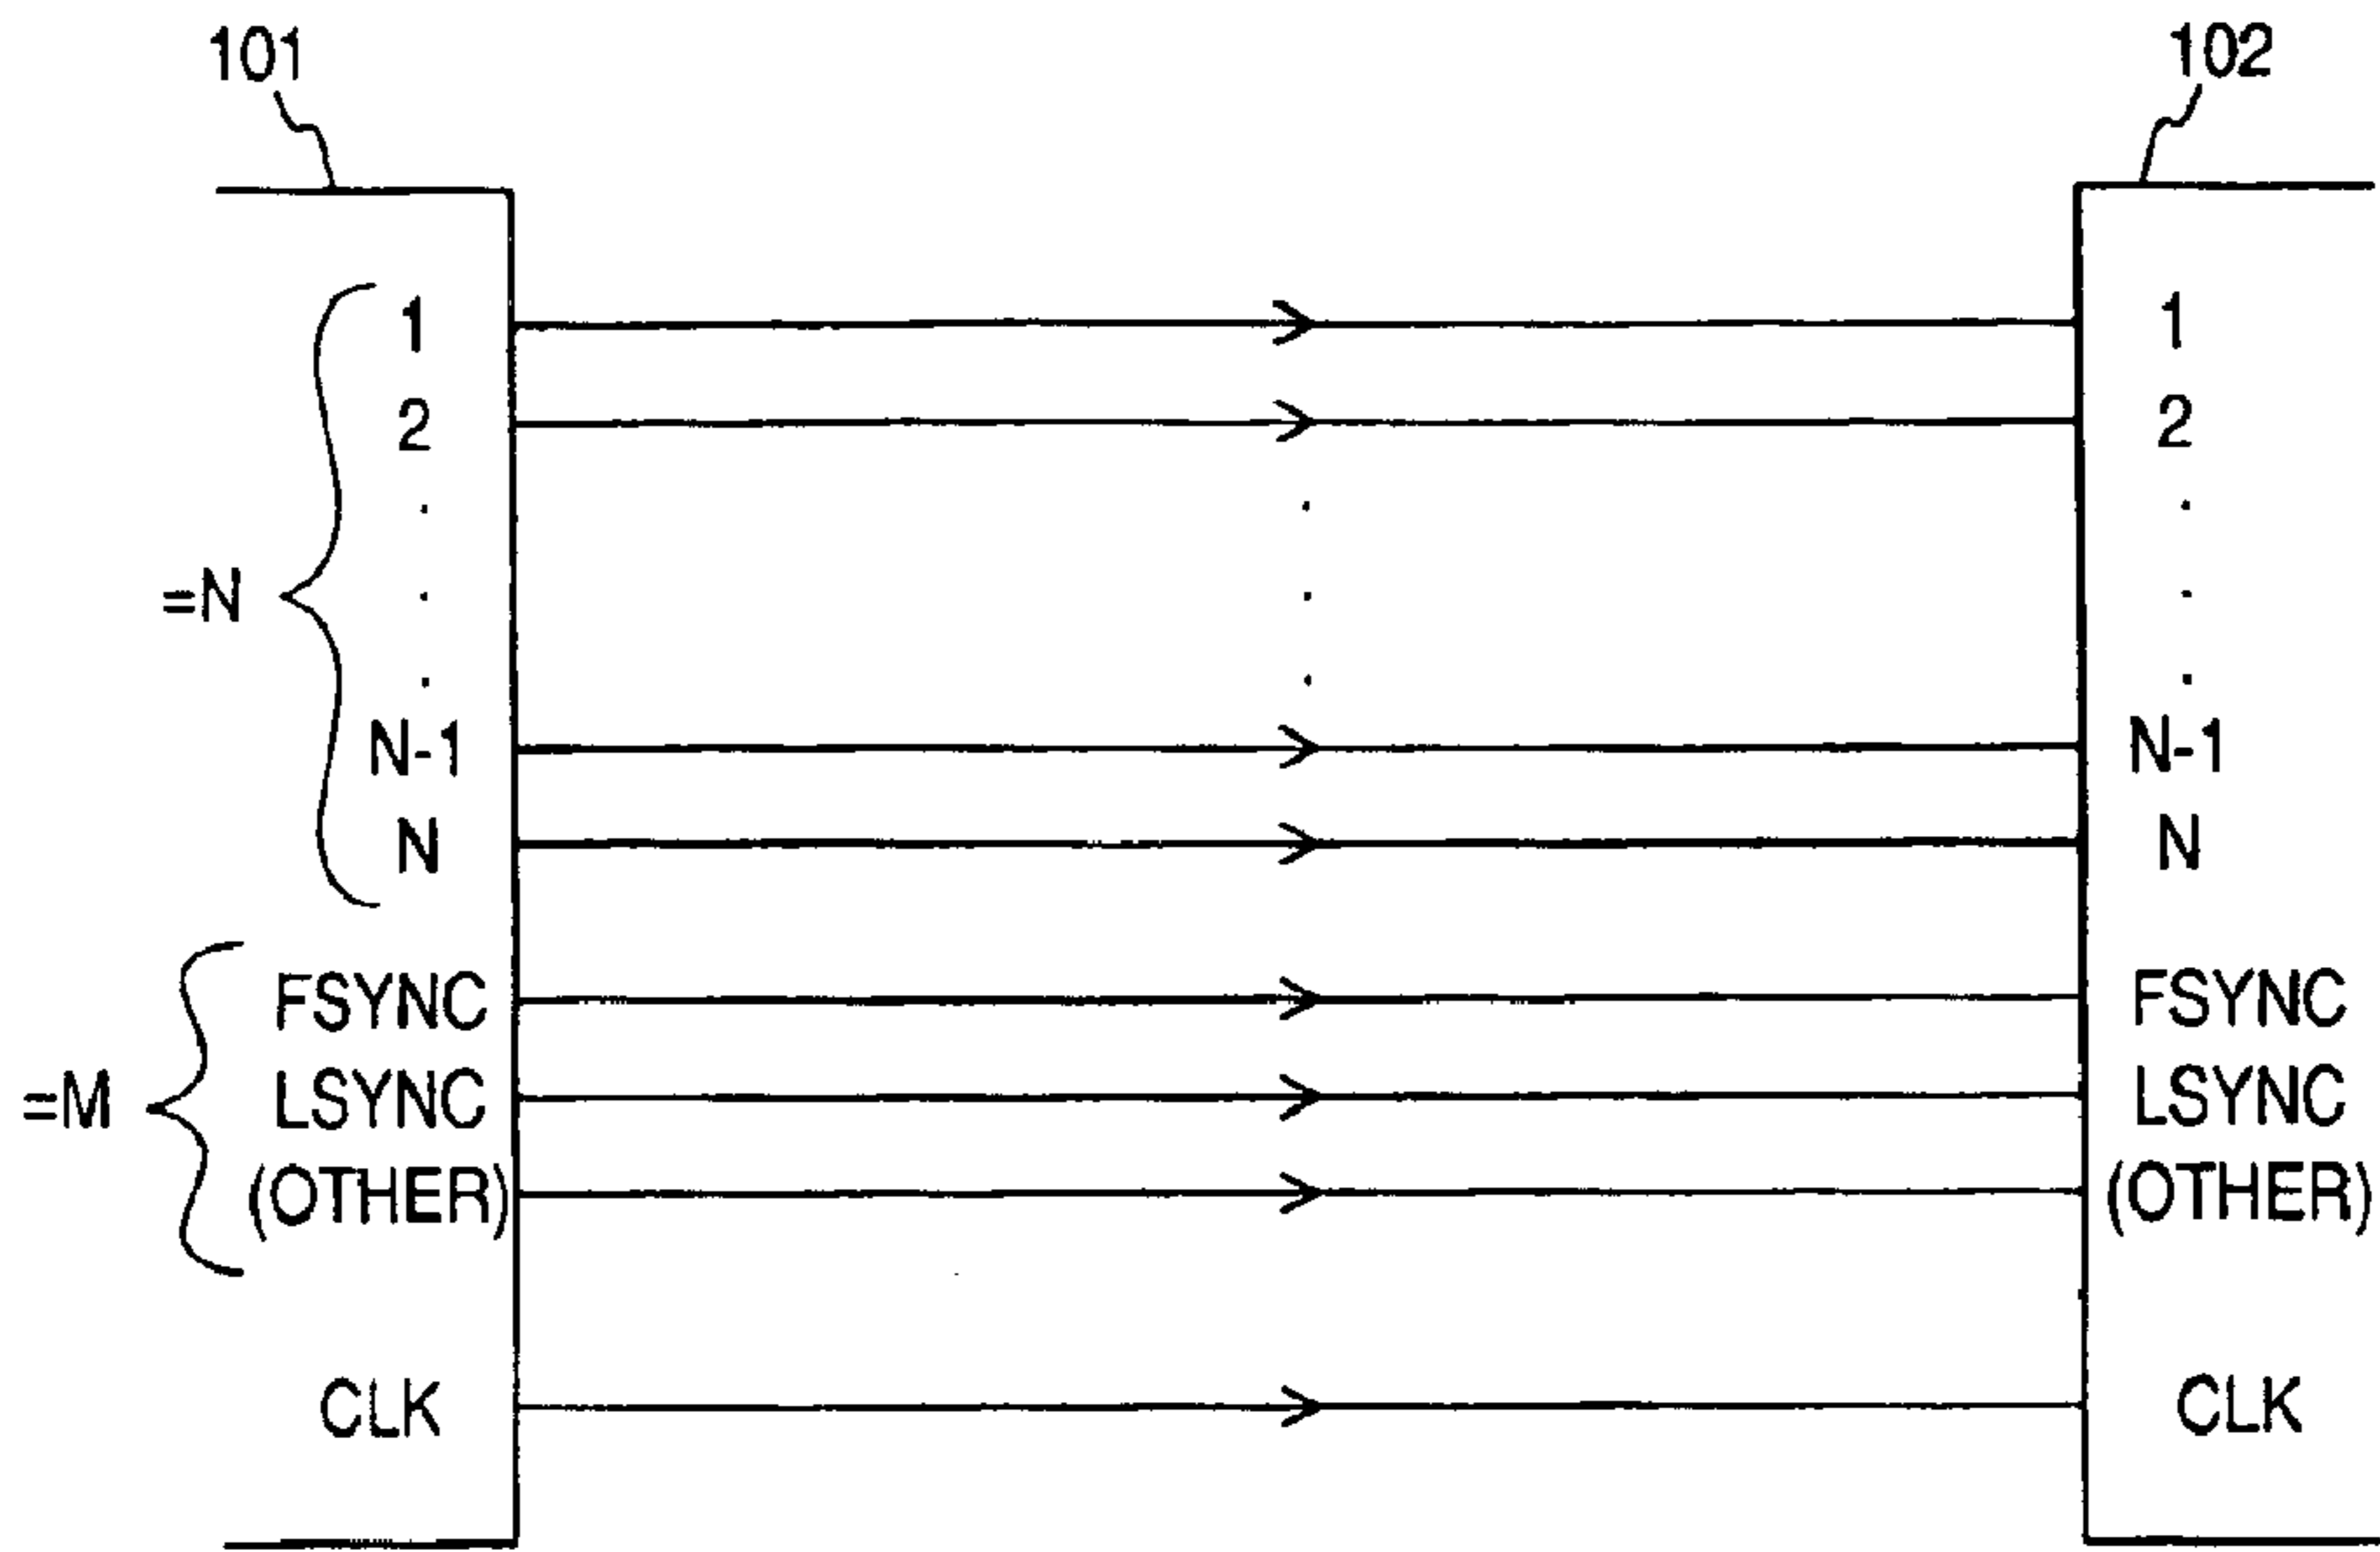 101 102
1 1
2 2
=N
N-1 N-1
N N
FSYNC FSYNC
=M LSYNC LSYNC
(OTHER) (OTHER)
CLK CLK